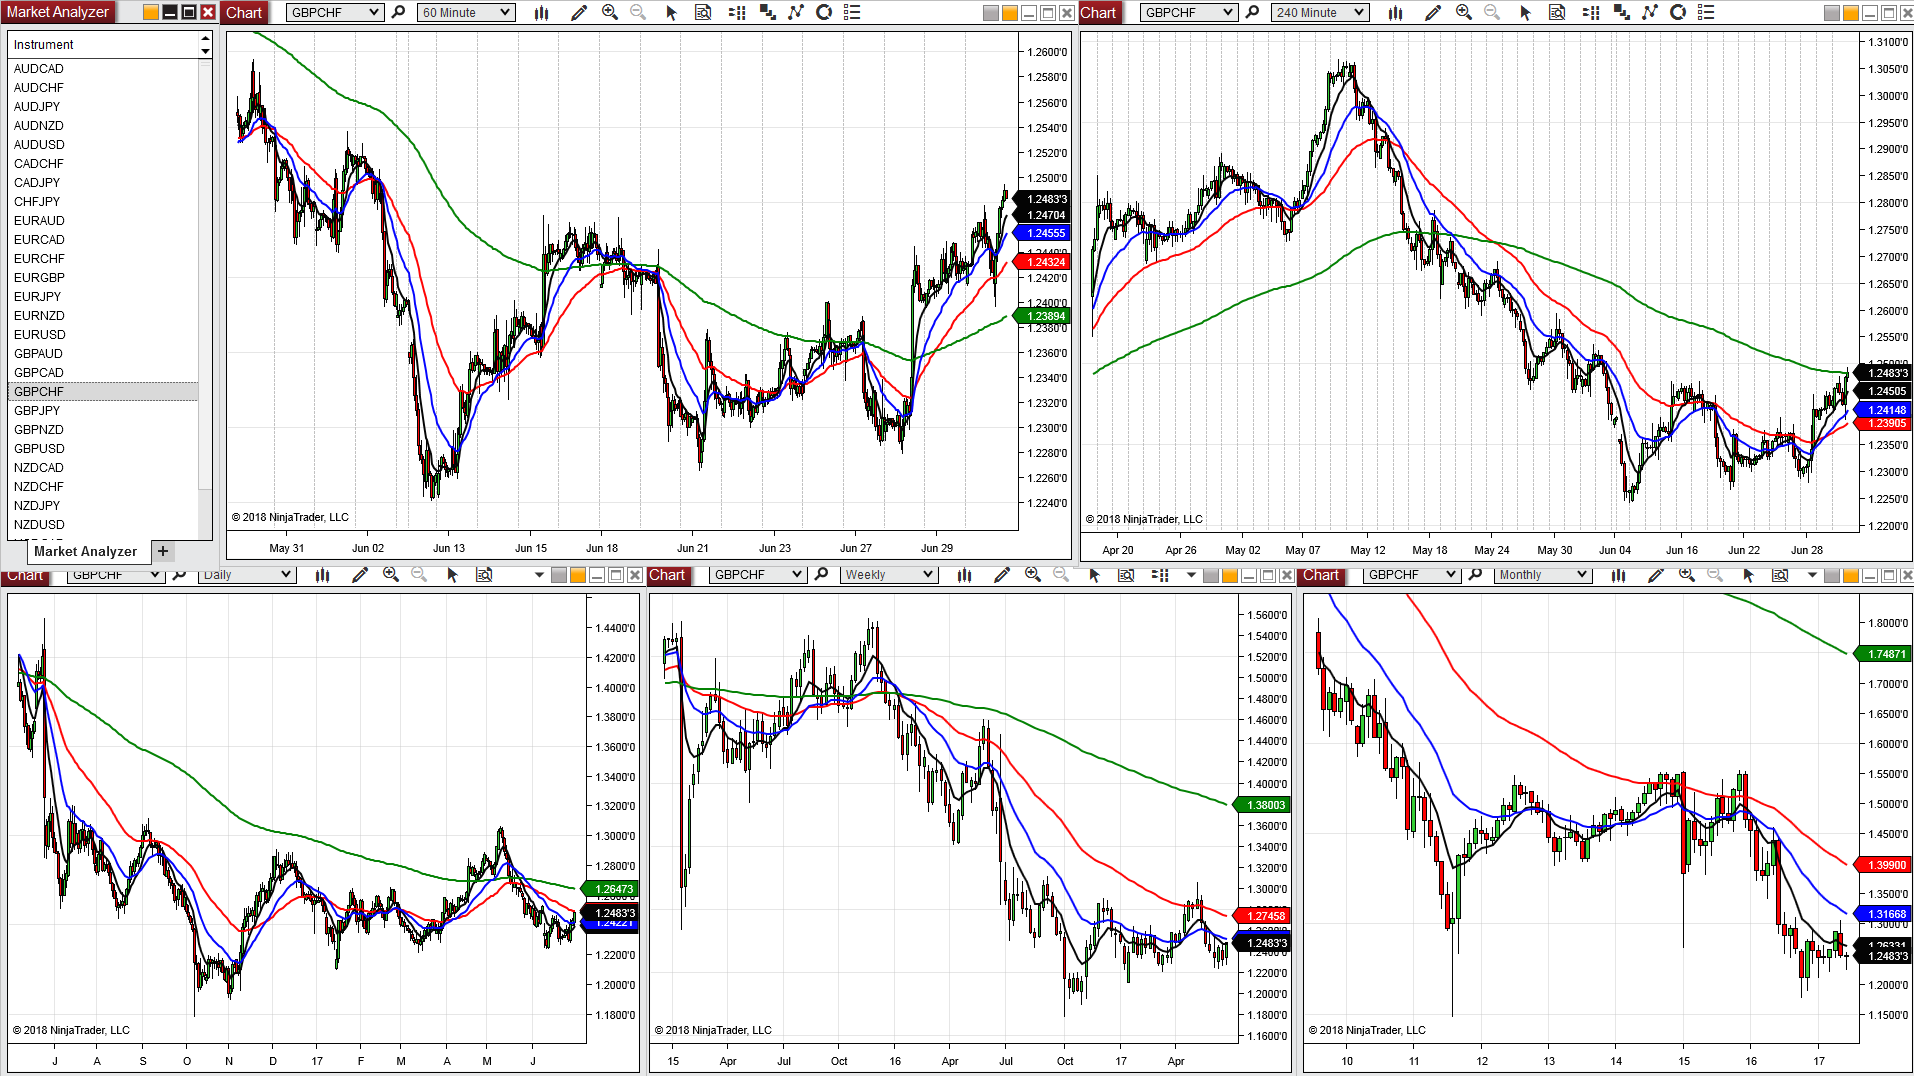 Market Analyzer
Instrument
AUDCAD
AUDCHF
AUDJPY
AUDNZD
AUDUSD
CADCHF
CADJPY
CHFJPY
EURAUD
EURCAD
EURCHF
EURGBP
EURJPY
EURNZD
EURUSD
GBPAUD
GBPCAD
GBPCHF
GBPJPY
GBPNZD
GBPUSD
NZDCAD
NZDCHF
NZDJPY
NZDUSD
Market Analyzer +
Chart GBPCHF 60 Minute
1.2600'0
1.2580'0
1.2560'0
1.2540'0
1.2520'0
1.2500'0
1.2483'3
1.24704
1.24555
1.2440'0
1.24324
1.2420'0
1.2400'0
1.23894
1.2380'0
1.2360'0
1.2340'0
1.2320'0
1.2300'0
1.2280'0
1.2260'0
1.2240'0
© 2018 NinjaTrader, LLC
May 31 Jun 02 Jun 13 Jun 15 Jun 18 Jun 21 Jun 23 Jun 27 Jun 29
Chart GBPCHF 240 Minute
1.3100'0
1.3050'0
1.3000'0
1.2950'0
1.2900'0
1.2850'0
1.2800'0
1.2750'0
1.2700'0
1.2650'0
1.2600'0
1.2550'0
1.2500'0
1.2483'3
1.24505
1.24148
1.23905
1.2350'0
1.2300'0
1.2250'0
1.2200'0
© 2018 NinjaTrader, LLC
Apr 20 Apr 26 May 02 May 07 May 12 May 18 May 24 May 30 Jun 04 Jun 16 Jun 22 Jun 28
Chart GBPCHF Daily
1.4400'0
1.4200'0
1.4000'0
1.3800'0
1.3600'0
1.3400'0
1.3200'0
1.3000'0
1.2800'0
1.26473
1.2483'3
1.24221
1.2200'0
1.2000'0
1.1800'0
© 2018 NinjaTrader, LLC
J A S O N D 17 F M A M J
Chart GBPCHF Weekly
1.5600'0
1.5400'0
1.5200'0
1.5000'0
1.4800'0
1.4600'0
1.4400'0
1.4200'0
1.4000'0
1.38003
1.3600'0
1.3400'0
1.3200'0
1.3000'0
1.27458
1.2483'3
1.2400'0
1.2200'0
1.2000'0
1.1800'0
1.1600'0
© 2018 NinjaTrader, LLC
15 Apr Jul Oct 16 Apr Jul Oct 17 Apr
Chart GBPCHF Monthly
1.8000'0
1.74871
1.7000'0
1.6500'0
1.6000'0
1.5500'0
1.5000'0
1.4500'0
1.39900
1.3500'0
1.31668
1.3000'0
1.26331
1.2483'3
1.2000'0
1.1500'0
© 2018 NinjaTrader, LLC
10 11 12 13 14 15 16 17